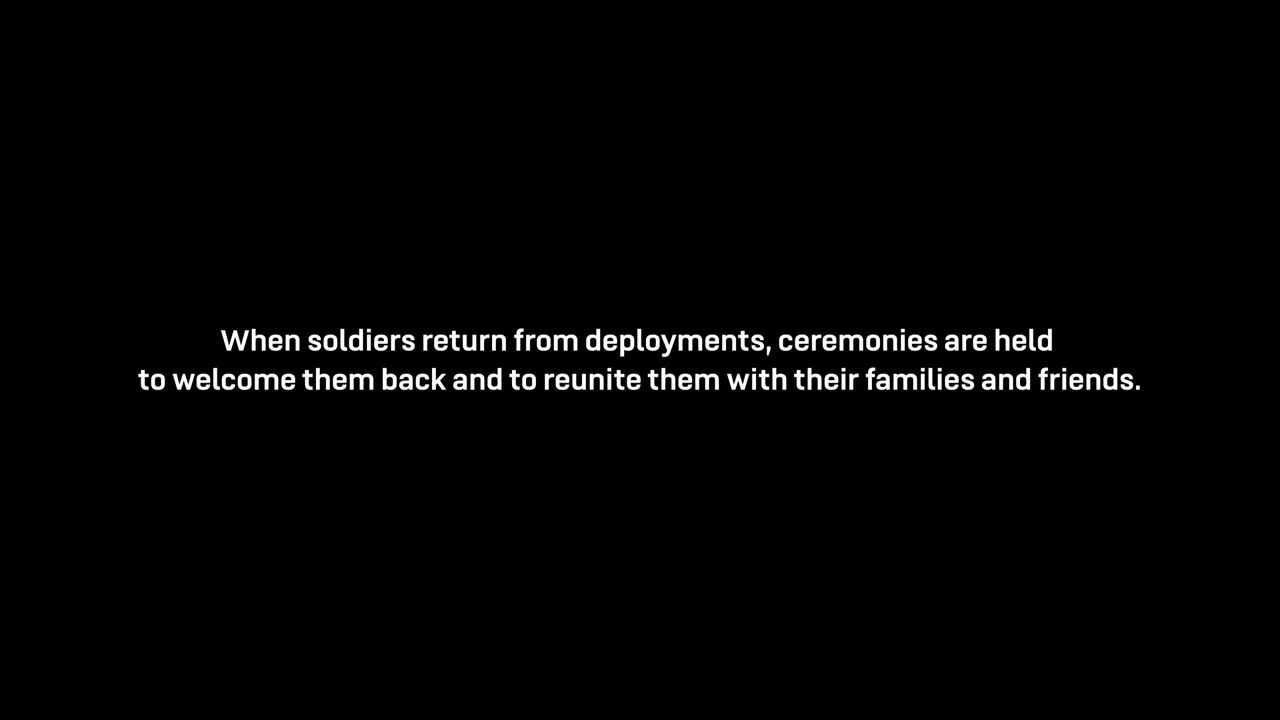 When soldiers return from deployments, ceremonies are held
to welcome them back and to reunite them with their families and friends.